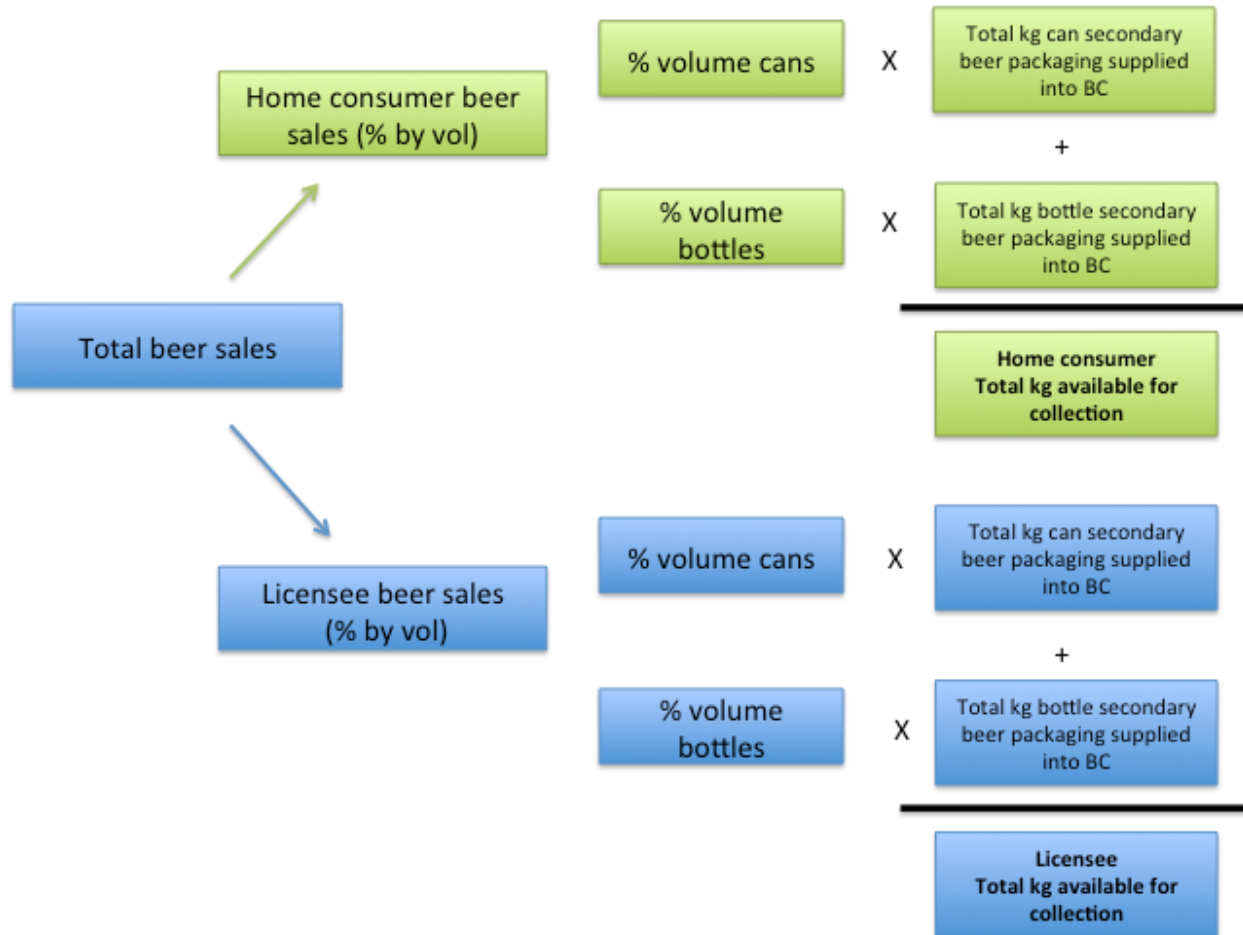 Total beer sales
Home consumer beer
sales (% by vol)
% volume cans
X
Total kg can secondary
beer packaging supplied
into BC
+
% volume
bottles
X
Total kg bottle secondary
beer packaging supplied
into BC
Home consumer
Total kg available for
collection
Licensee beer sales
(% by vol)
% volume cans
X
Total kg can secondary
beer packaging supplied
into BC
+
% volume
bottles
X
Total kg bottle secondary
beer packaging supplied
into BC
Licensee
Total kg available for
collection